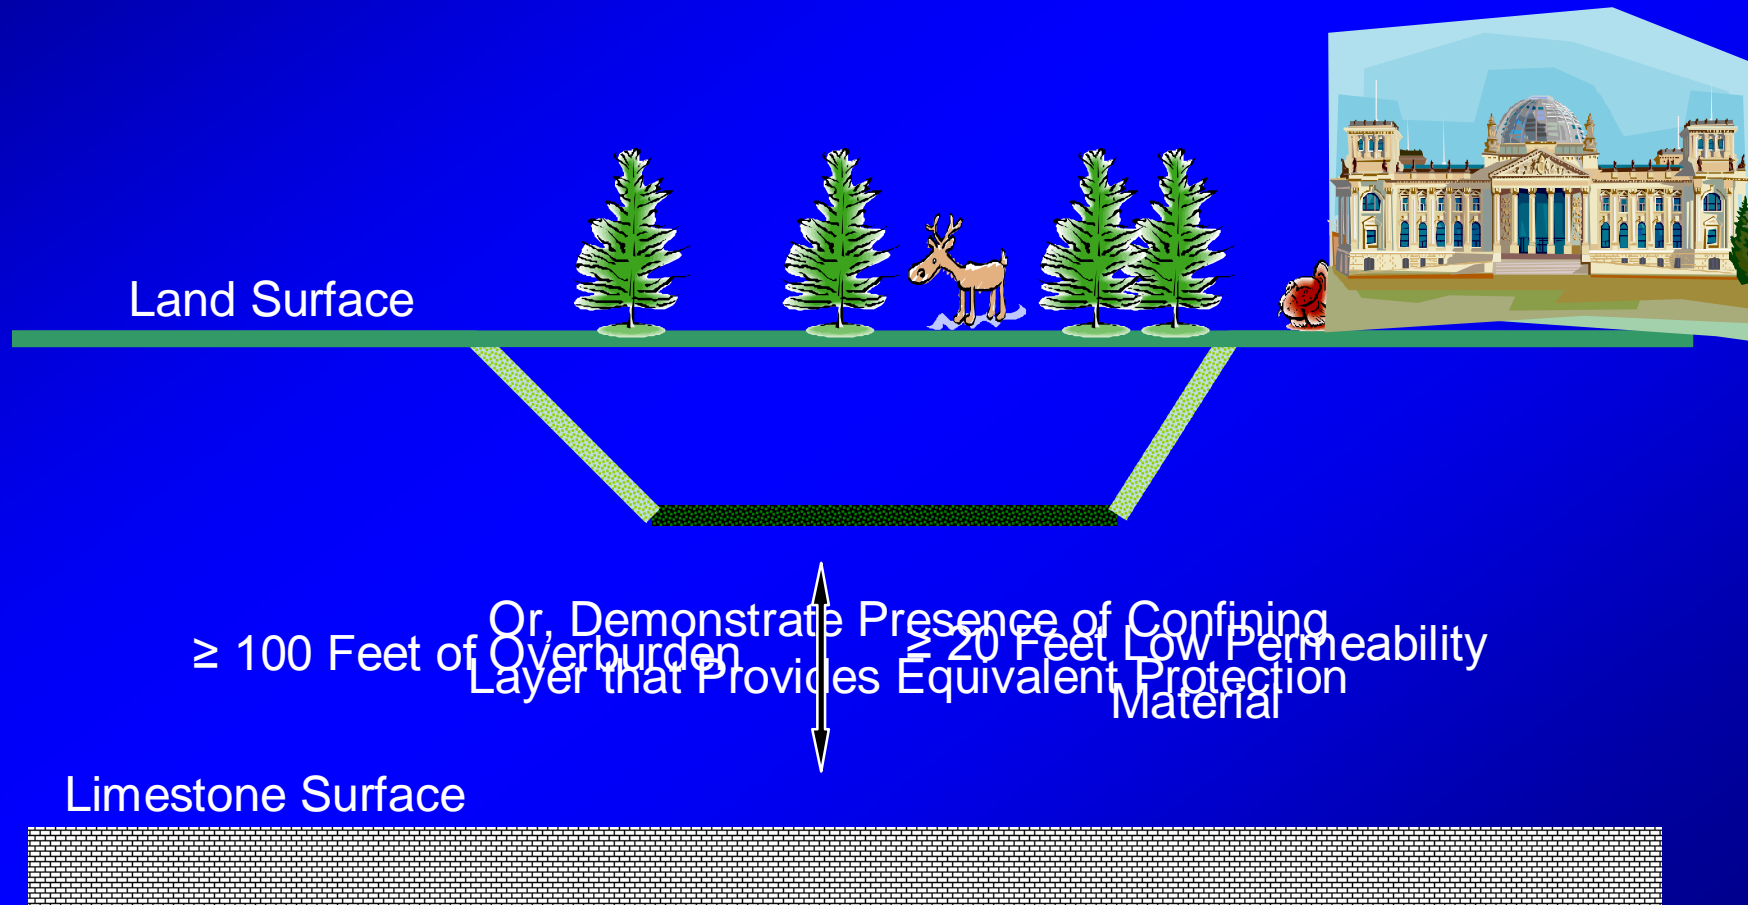 Land Surface
Or, Demonstrate Presence of Confining
Layer that Provides Equivalent Protection
≥ 100 Feet of Overburden
≥ 20 Feet Low Permeability
Material
Limestone Surface